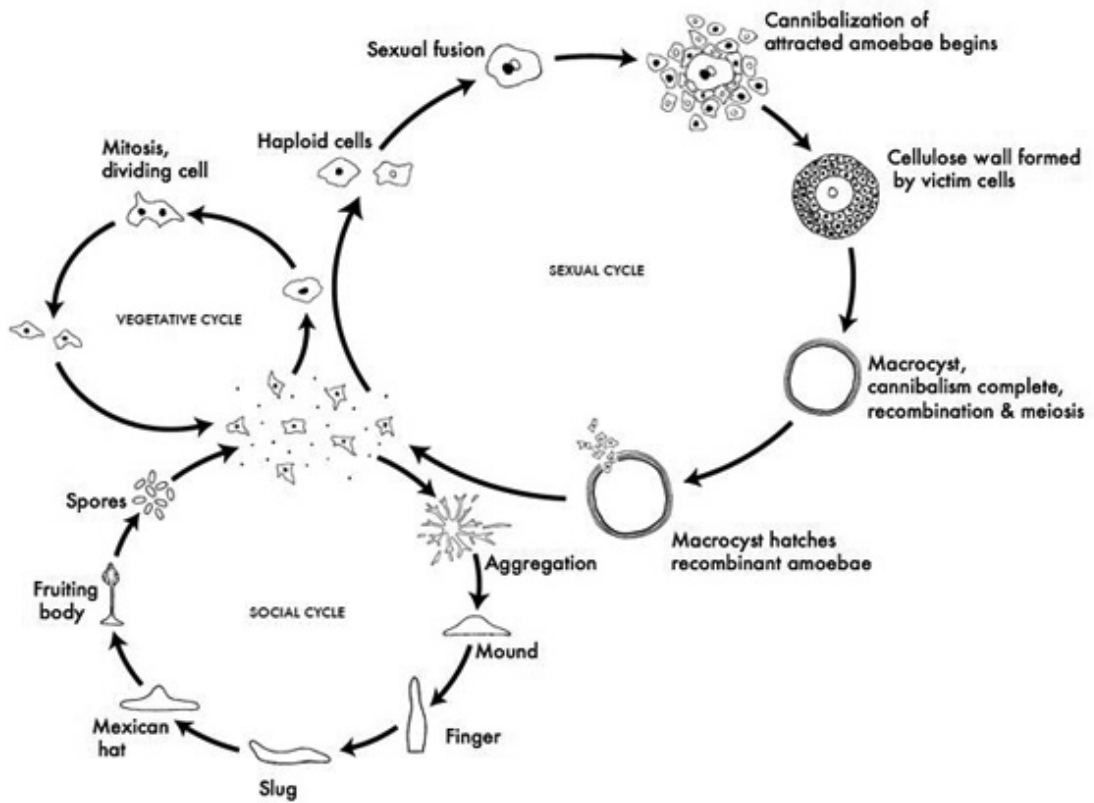 Cannibalization of
attracted amoebae begins
Sexual fusion
Haploid cells
Mitosis,
dividing cell
Cellulose wall formed
by victim cells
SEXUAL CYCLE
VEGETATIVE CYCLE
Macrocyst,
cannibalism complete,
recombination & meiosis
Spores
Macrocyst hatches
recombinant amoebae
Aggregation
Fruiting
body
SOCIAL CYCLE
Mound
Mexican
hat
Finger
Slug